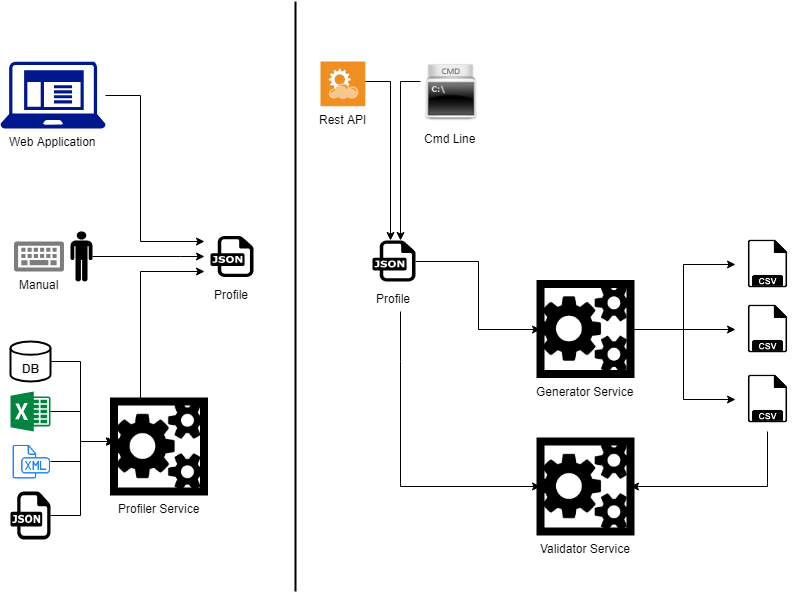 Web Application
Manual
JSON
Profile
DB
X
XML
JSON
Profiler Service
Rest API
CMD
C:\
Cmd Line
JSON
Profile
Generator Service
CSV
CSV
CSV
Validator Service